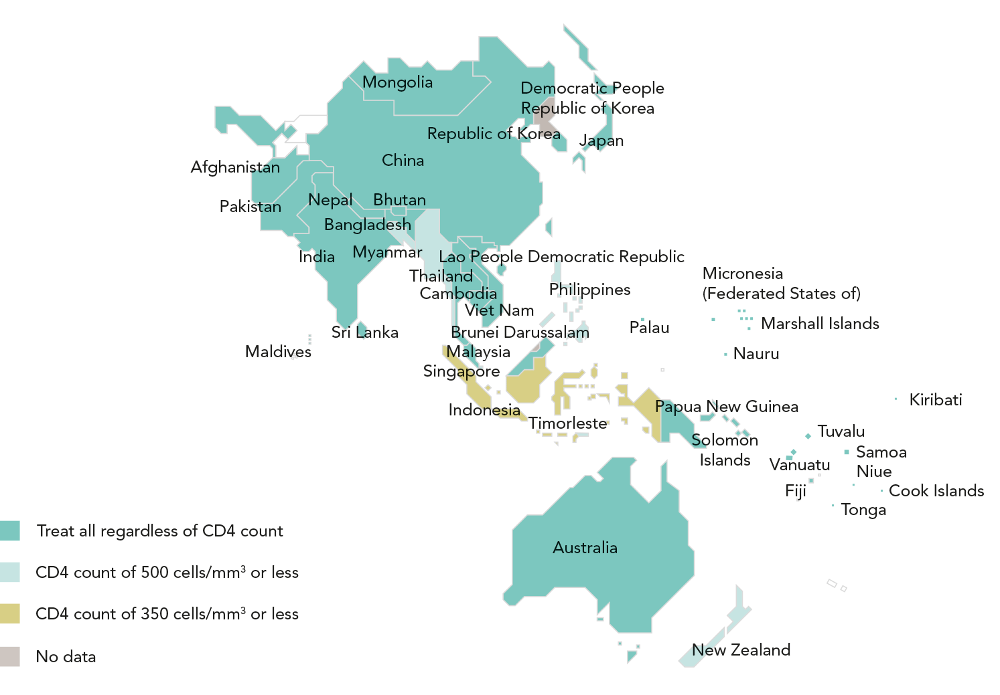 Mongolia
Democratic People
Republic of Korea
Republic of Korea
Japan
China
Afghanistan
Pakistan
Nepal
Bhutan
Bangladesh
India
Myanmar
Lao People Democratic Republic
Thailand
Cambodia
Viet Nam
Philippines
Micronesia
(Federated States of)
Marshall Islands
Palau
Sri Lanka
Brunei Darussalam
Maldives
Malaysia
Nauru
Singapore
Indonesia
Papua New Guinea
Kiribati
Timorleste
Tuvalu
Solomon
Islands
Samoa
Vanuatu
Niue
Fiji
Cook Islands
Tonga
Australia
New Zealand
Treat all regardless of CD4 count
CD4 count of 500 cells/mm³ or less
CD4 count of 350 cells/mm³ or less
No data